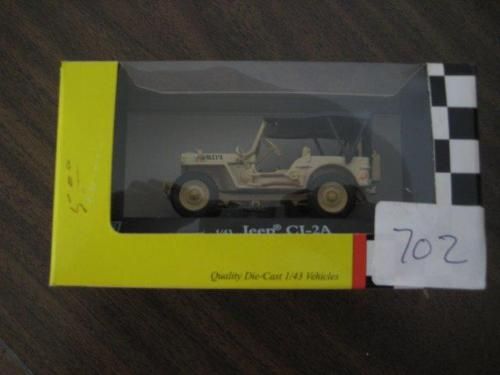 1/43 Jeep® CJ-2A
702
Quality Die-Cast 1/43 Vehicles